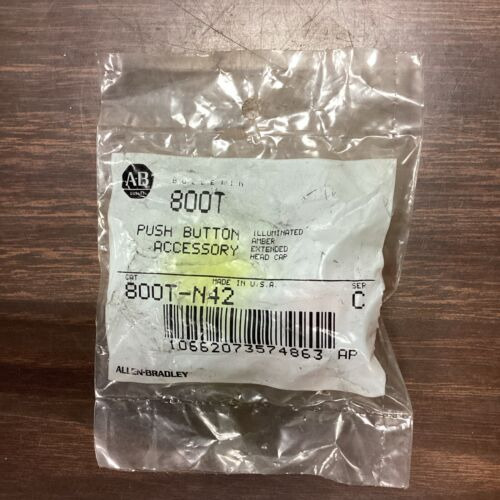 A-B
BULLETIN
800T
PUSH BUTTON
ACCESSORY
ILLUMINATED
AMBER
EXTENDED
HEAD CAP
CAT
MADE IN U.S.A.
SER
800T-N42
C
10662073574863 AP
ALLEN-BRADLEY